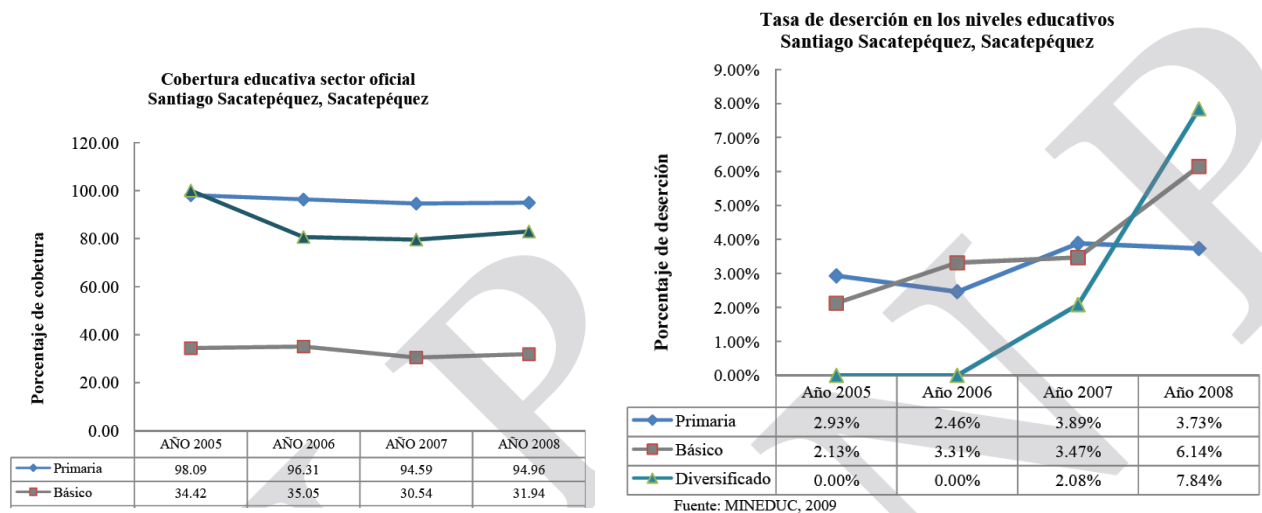 Cobertura educativa sector oficial
Santiago Sacatepéquez, Sacatepéquez
Porcentaje de cobetura
120.00
100.00
80.00
60.00
40.00
20.00
0.00
AÑO 2005 AÑO 2006 AÑO 2007 AÑO 2008
Primaria 98.09 96.31 94.59 94.96
Básico 34.42 35.05 30.54 31.94
Tasa de deserción en los niveles educativos
Santiago Sacatepéquez, Sacatepéquez
Porcentaje de deserción
9.00%
8.00%
7.00%
6.00%
5.00%
4.00%
3.00%
2.00%
1.00%
0.00%
Año 2005 Año 2006 Año 2007 Año 2008
Primaria 2.93% 2.46% 3.89% 3.73%
Básico 2.13% 3.31% 3.47% 6.14%
Diversificado 0.00% 0.00% 2.08% 7.84%
Fuente: MINEDUC, 2009